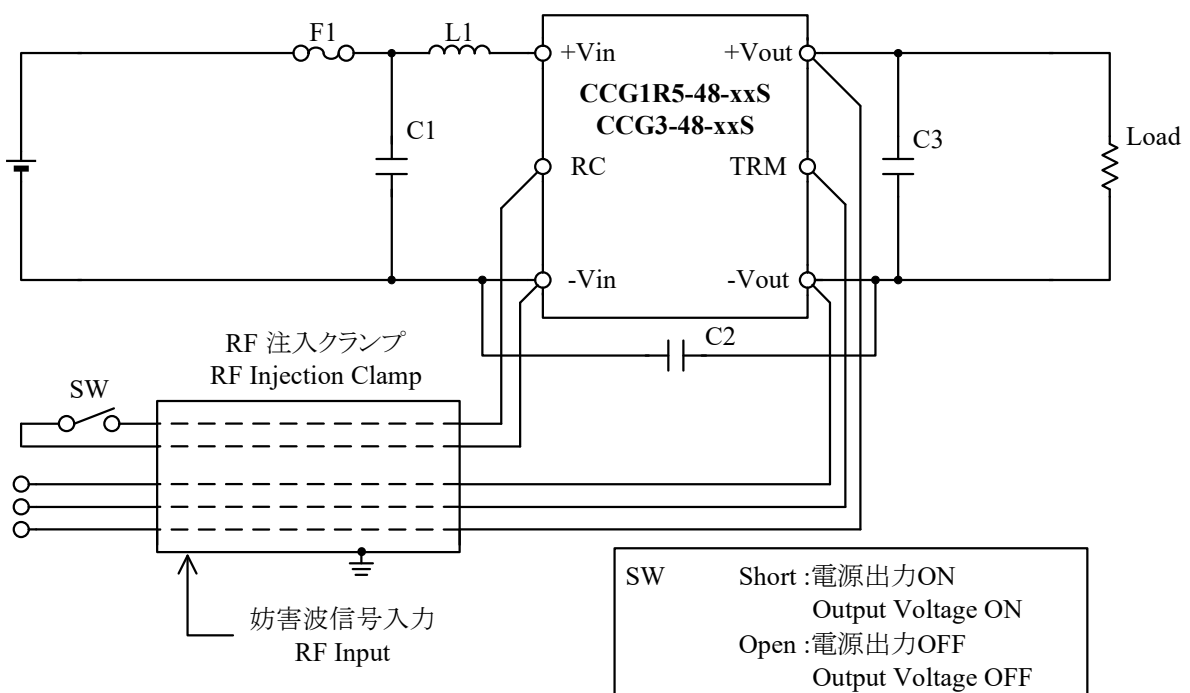 F1
L1
+Vin
+Vout
CCG1R5-48-xxS
CCG3-48-xxS
C1
C3
Load
RC
TRM
-Vin
-Vout
C2
RF 注入クランプ
RF Injection Clamp
SW
妨害波信号入力
RF Input
SW Short :電源出力ON
Output Voltage ON
Open :電源出力OFF
Output Voltage OFF